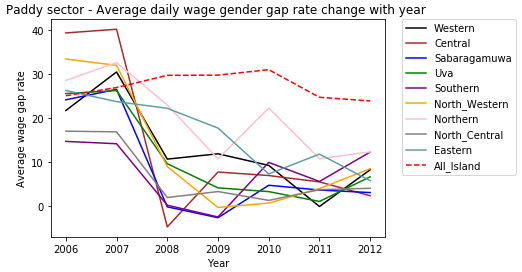 Paddy sector - Average daily wage gender gap rate change with year
Average wage gap rate
40
30
20
10
0
2006 2007 2008 2009 2010 2011 2012
Year
Western
Central
Sabaragamuwa
Uva
Southern
North_Western
Northern
North_Central
Eastern
All_Island